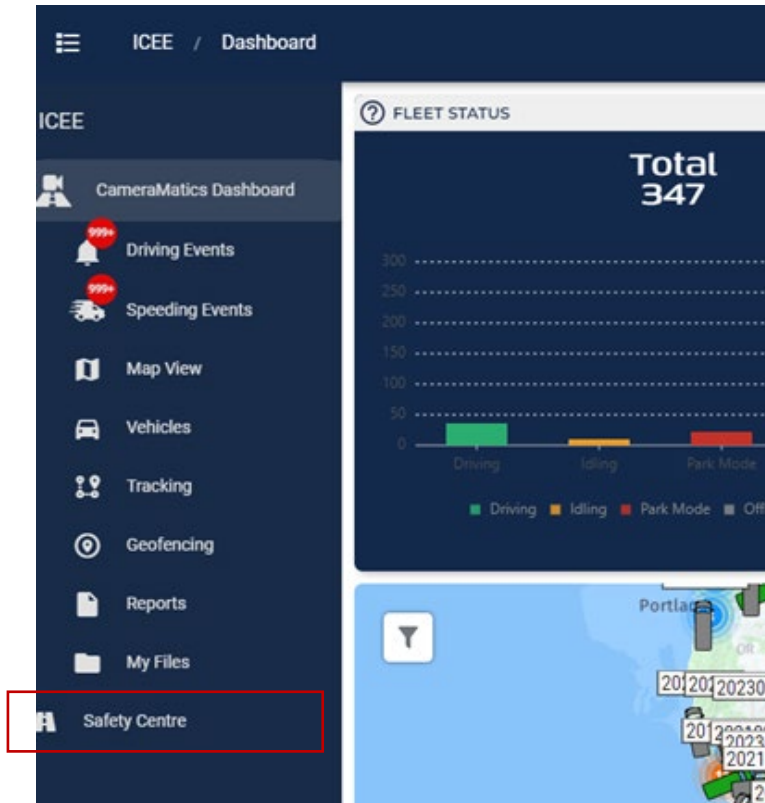 ICEE / Dashboard
ICEE
CameraMatics Dashboard
999+
Driving Events
999+
Speeding Events
Map View
Vehicles
Tracking
Geofencing
Reports
My Files
Safety Centre
? FLEET STATUS
Total
347
300
250
200
150
100
50
0
Driving Idling Park Mode
Driving Idling Park Mode Off
Portla
OR
20230
2021